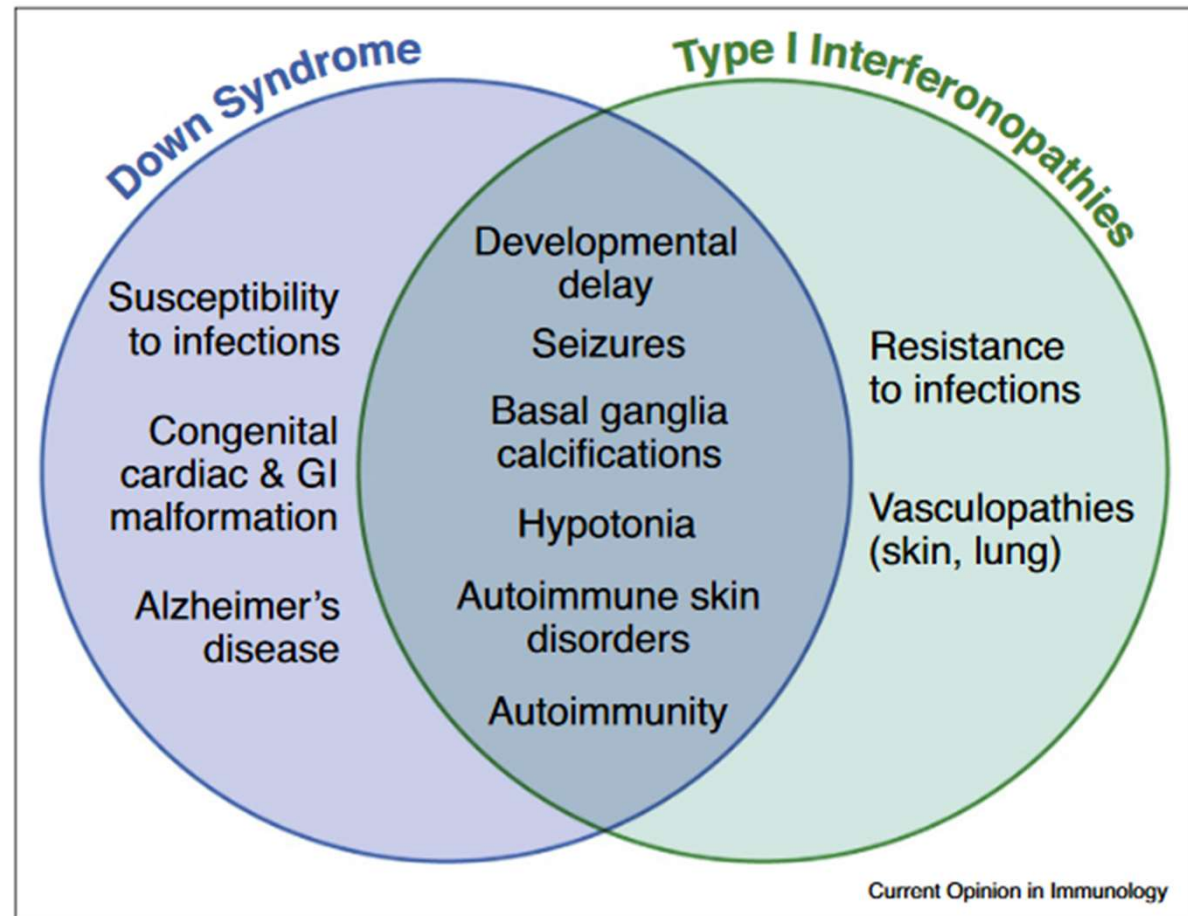 Down Syndrome
Type I Interferonopathies
Susceptibility
to infections
Congenital
cardiac & GI
malformation
Alzheimer's
disease
Developmental
delay
Seizures
Basal ganglia
calcifications
Hypotonia
Autoimmune skin
disorders
Autoimmunity
Resistance
to infections
Vasculopathies
(skin, lung)
Current Opinion in Immunology